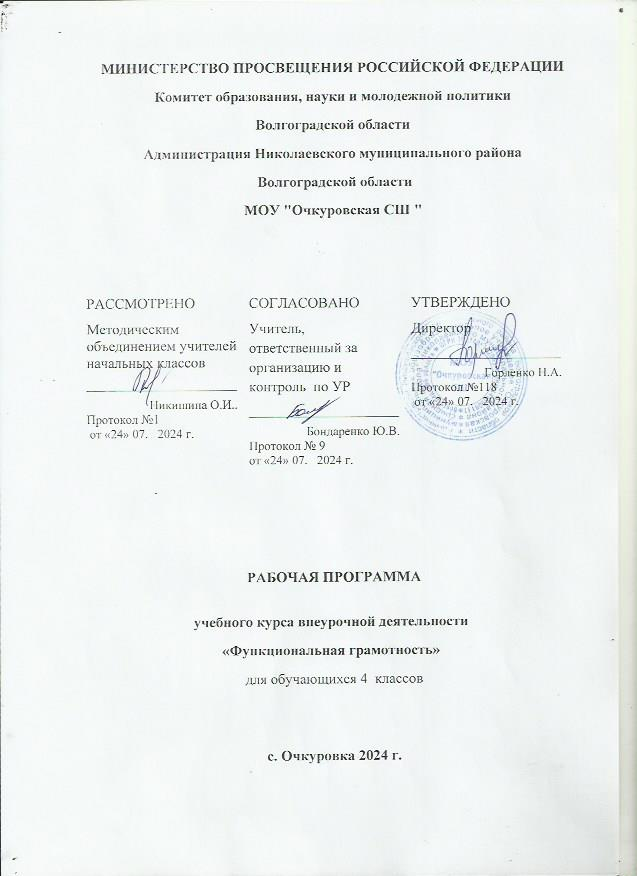 МИНИСТЕРСТВО ПРОСВЕЩЕНИЯ РОССИЙСКОЙ ФЕДЕРАЦИИ
Комитет образования, науки и молодежной политики
Волгоградской области
Администрация Николаевского муниципального района
Волгоградской области
МОУ "Очкуровская СШ "
РАССМОТРЕНО
Методическим
объединением учителей
начальных классов
Никишина О.И..
Протокол №1
от «24» 07. 2024 г.
СОГЛАСОВАНО
Учитель,
ответственный за
организацию и
контроль по УР
Бондаренко Ю.В.
Протокол № 9
от «24» 07. 2024 г.
УТВЕРЖДЕНО
Директор
Горленко Н.А.
Протокол №118
от «24» 07. 2024 г.
РАБОЧАЯ ПРОГРАММА
учебного курса внеурочной деятельности
«Функциональная грамотность»
для обучающихся 4 классов
с. Очкуровка 2024 г.